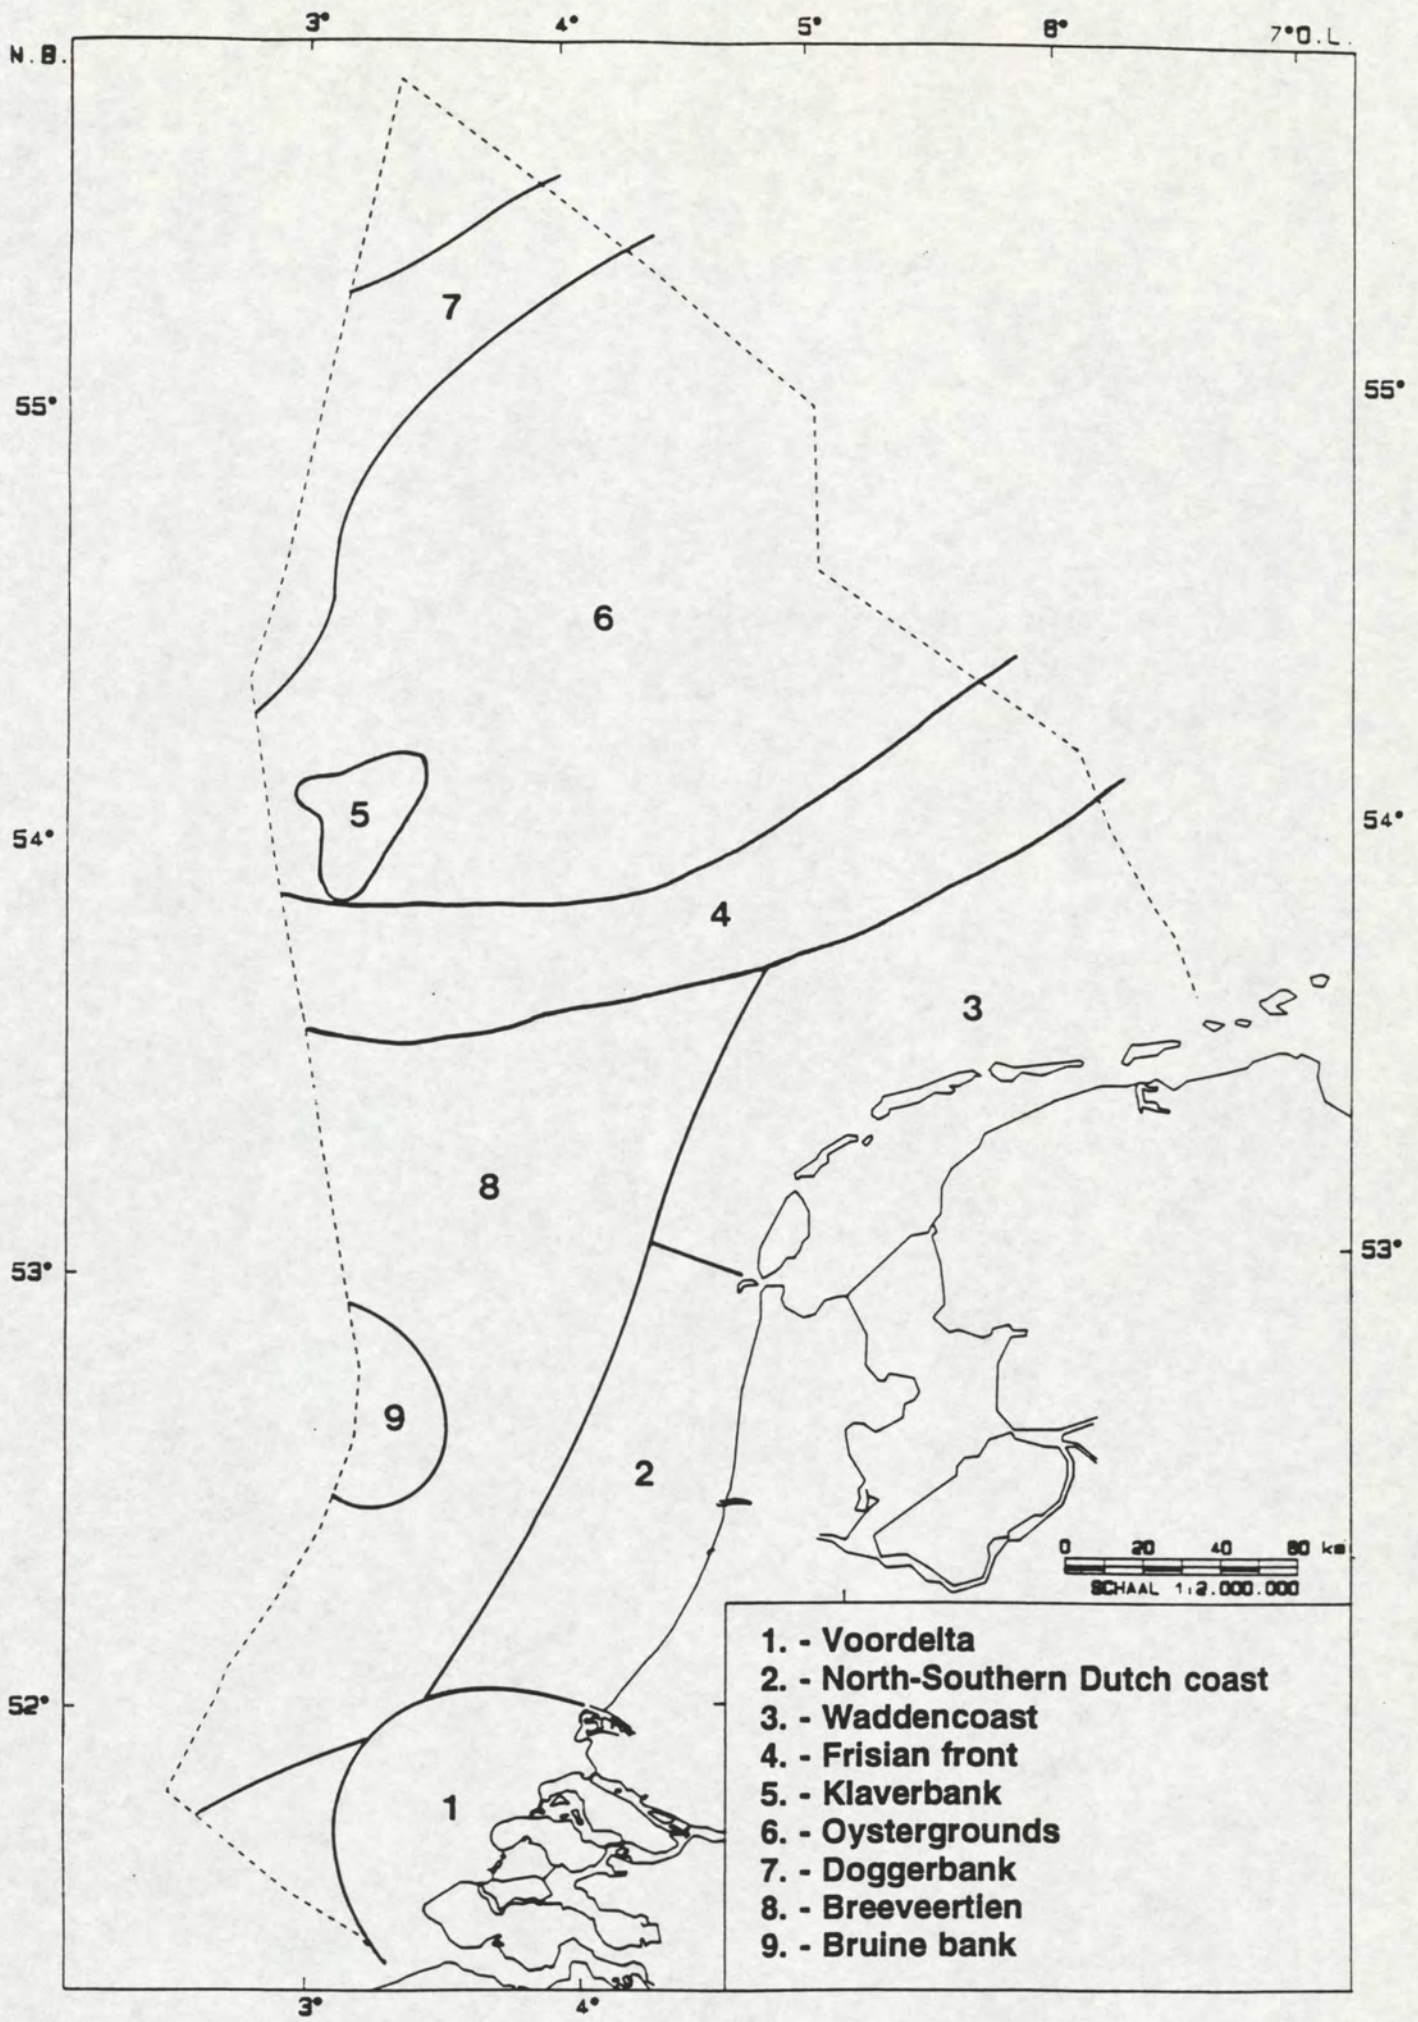 3° 4° 5° 6° 7°O.L.
N.B.
7
55° 55°
6
5
54° 54°
4
3
8
53° 53°
9
2
0 20 40 60 km
SCHAAL 1:2.000.000
1. - Voordelta
2. - North-Southern Dutch coast
52°
3. - Waddencoast
4. - Frisian front
5. - Klaverbank
1
6. - Oystergrounds
7. - Doggerbank
8. - Breeveertien
9. - Bruine bank
3° 4°